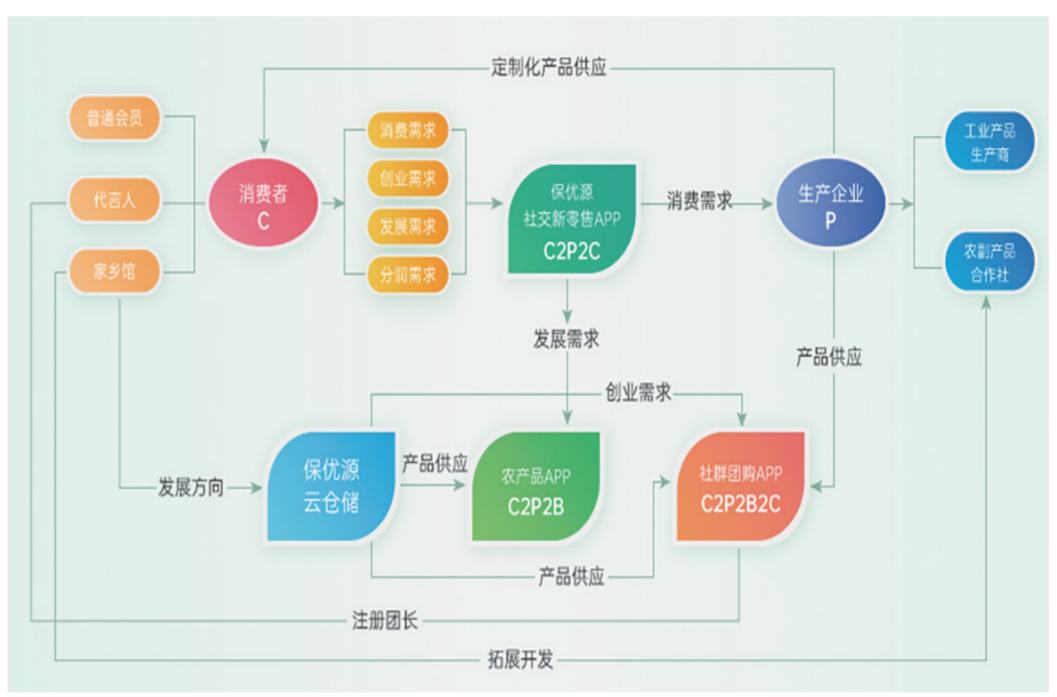 定制化产品供应
普通会员
代言人
家乡馆
消费者
C
消费需求
创业需求
发展需求
分润需求
保优源
社交新零售APP
C2P2C
消费需求
生产企业
P
工业产品
生产商
农副产品
合作社
发展需求
产品供应
创业需求
发展方向
保优源
云仓储
产品供应
农产品APP
C2P2B
社群团购APP
C2P2B2C
产品供应
注册团长
拓展开发